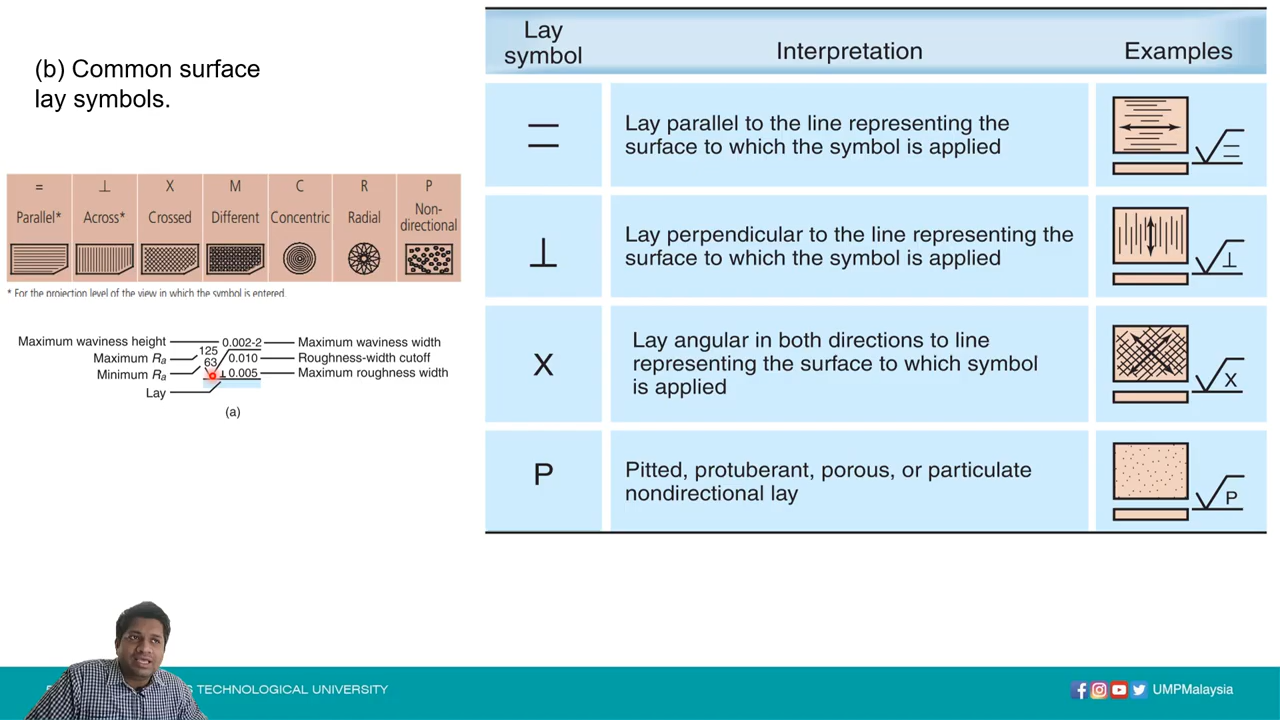 (b) Common surface
lay symbols.
= ⊥ X M C R P
Parallel* Across* Crossed Different Concentric Radial Non-directional
* For the projection level of the view in which the symbol is entered.
Maximum waviness height
Maximum Ra
Minimum Ra
Lay
125
63
0.002-2
0.010
⊥ 0.005
Maximum waviness width
Roughness-width cutoff
Maximum roughness width
(a)
Lay
symbol
Interpretation
Examples
=
Lay parallel to the line representing the
surface to which the symbol is applied
=
⊥
Lay perpendicular to the line representing the
surface to which the symbol is applied
⊥
X
Lay angular in both directions to line
representing the surface to which symbol
is applied
X
P
Pitted, protuberant, porous, or particulate
nondirectional lay
P
TECHNOLOGICAL UNIVERSITY
UMPMalaysia